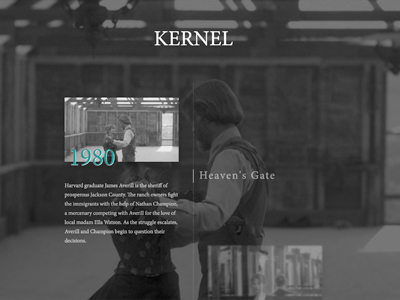 KERNEL
1980
Heaven's Gate
Harvard graduate James Averill is the sheriff of
prosperous Jackson County. The ranch owners fight
the immigrants with the help of Nathan Champion,
a mercenary competing with Averill for the love of
local madam Ella Watson. As the struggle escalates,
Averill and Champion begin to question their
decisions.